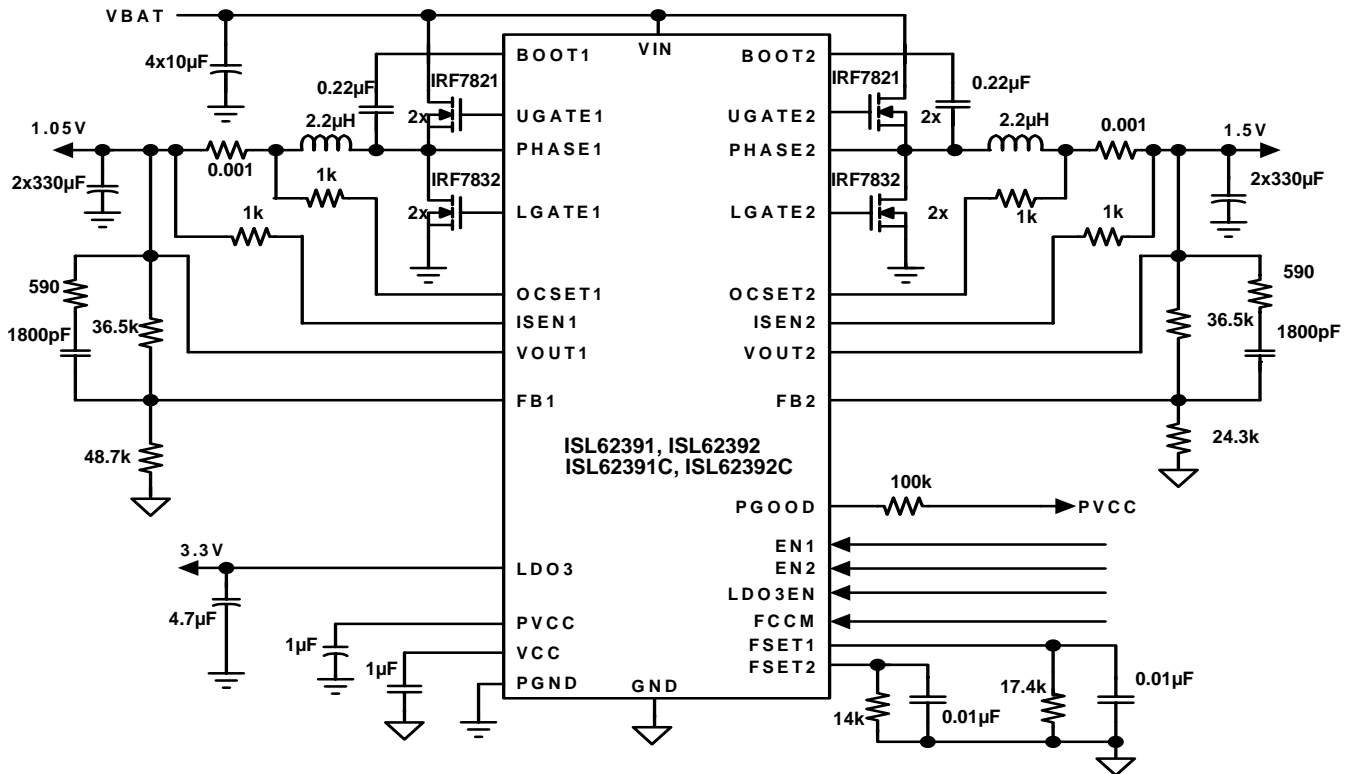 VBAT
VIN
4x10µF
BOOT1
BOOT2
0.22µF
IRF7821
IRF7821
0.22µF
2x
UGATE1
UGATE2
2x
1.05V
2.2µH
2.2µH
0.001
1.5V
0.001
PHASE1
PHASE2
2x330µF
1k
IRF7832
IRF7832
2x330µF
1k
2x
LGATE1
LGATE2
2x
1k
1k
590
OCSET1
OCSET2
590
1800pF
36.5k
ISEN1
ISEN2
36.5k
1800pF
VOUT1
VOUT2
FB1
FB2
48.7k
24.3k
ISL62391, ISL62392
ISL62391C, ISL62392C
100k
PGOOD
PVCC
3.3V
EN1
LDO3
EN2
LDO3EN
4.7µF
PVCC
FCCM
1µF
FSET1
VCC
FSET2
1µF
PGND
GND
14k
0.01µF
17.4k
0.01µF